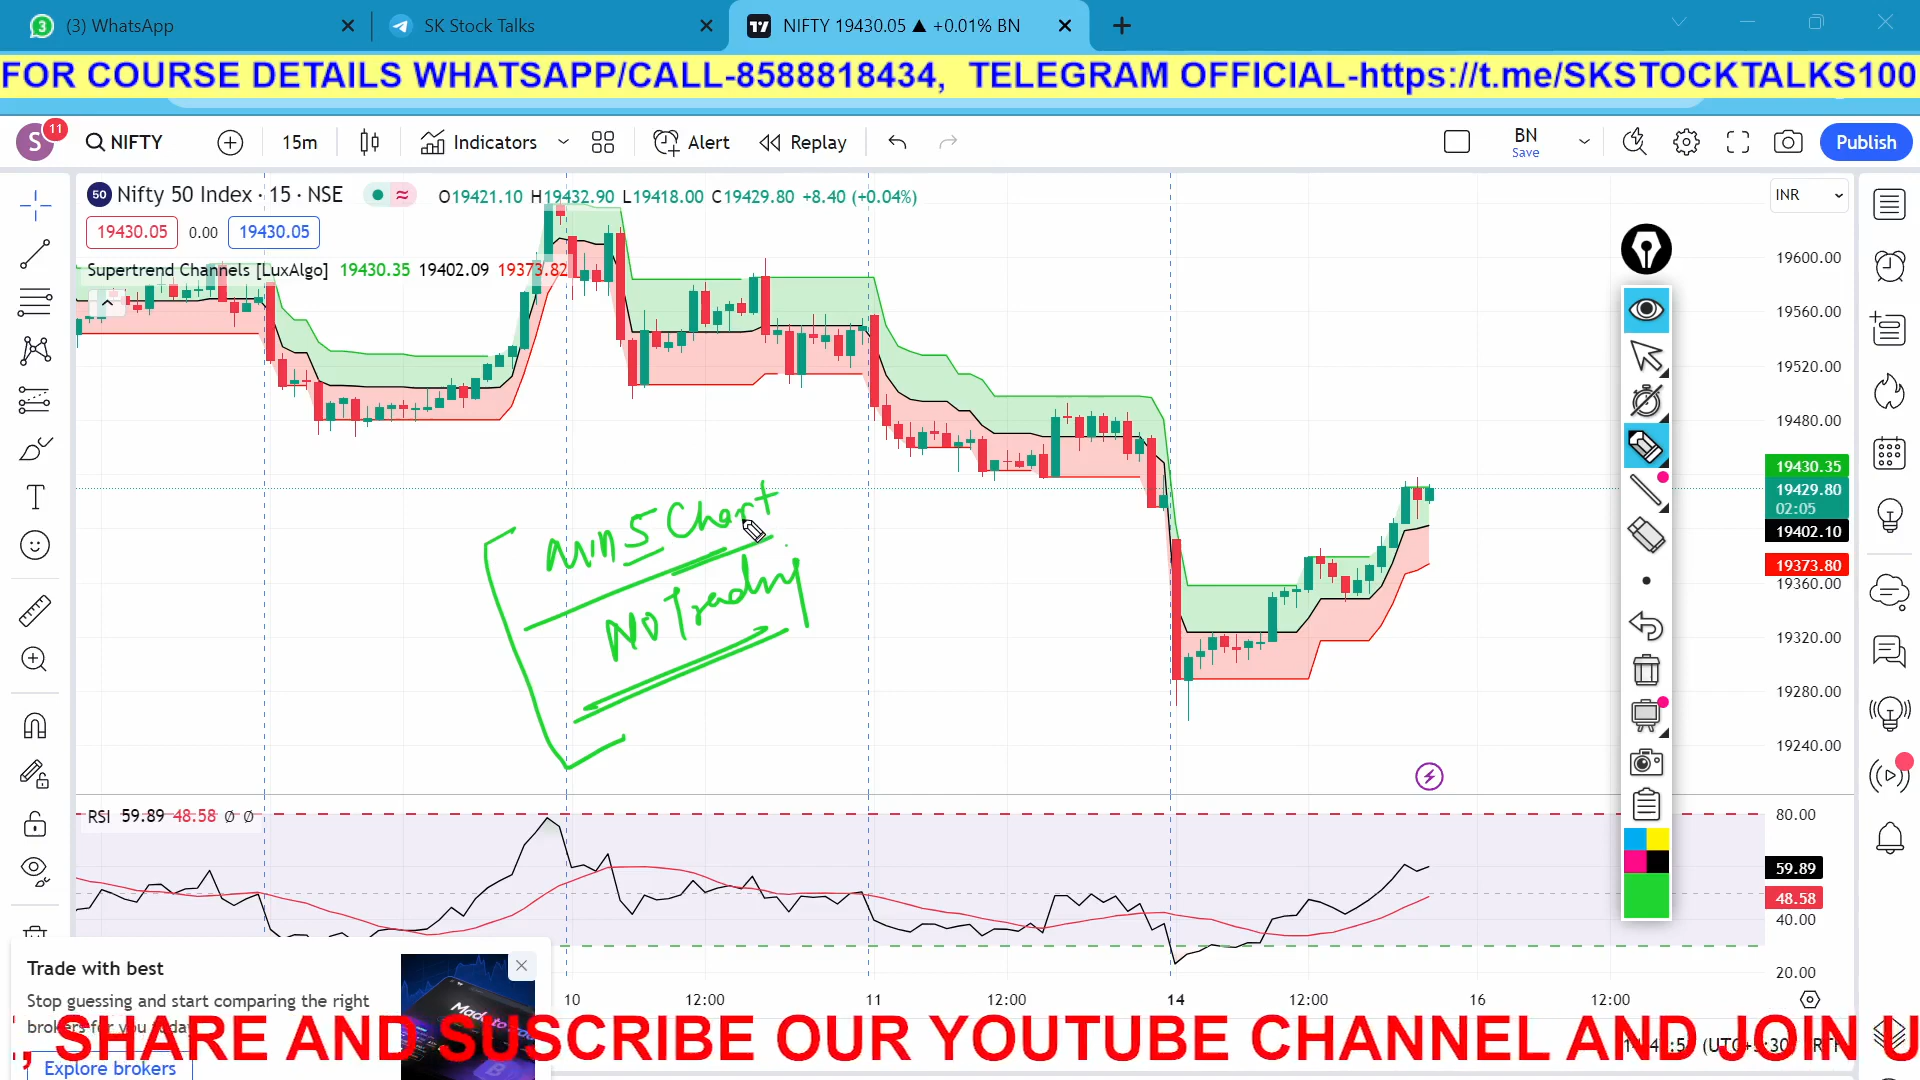 (3) WhatsApp
SK Stock Talks
NIFTY 19430.05 ▲ +0.01% BN
FOR COURSE DETAILS WHATSAPP/CALL-8588818434, TELEGRAM OFFICIAL-https://t.me/SKSTOCKTALKS100
S 11 NIFTY 15m Indicators Alert Replay BN Save Publish
50 Nifty 50 Index · 15 · NSE O19421.10 H19432.90 L19418.00 C19429.80 +8.40 (+0.04%)
INR
19430.05 0.00 19430.05
Supertrend Channels [LuxAlgo] 19430.35 19402.09 19373.82
19600.00
19560.00
19520.00
19480.00
19430.35
19429.80
02:05
19402.10
19373.80
19360.00
19320.00
19280.00
19240.00
Min 5 Chart
No Trading
RSI 59.89 48.58 ∅ ∅
80.00
59.89
48.58
40.00
20.00
Trade with best
Stop guessing and start comparing the right
brokers for you today
Explore brokers
10 12:00 11 12:00 14 12:00 16 12:00
, SHARE AND SUSCRIBE OUR YOUTUBE CHANNEL AND JOIN U